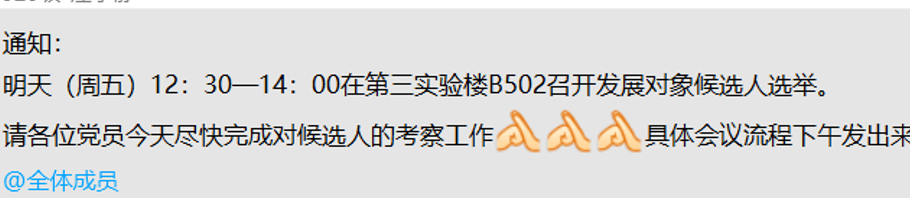 通知：
明天（周五）12：30—14：00在第三实验楼B502召开发展对象候选人选举。
请各位党员今天尽快完成对候选人的考察工作具体会议流程下午发出来
@全体成员